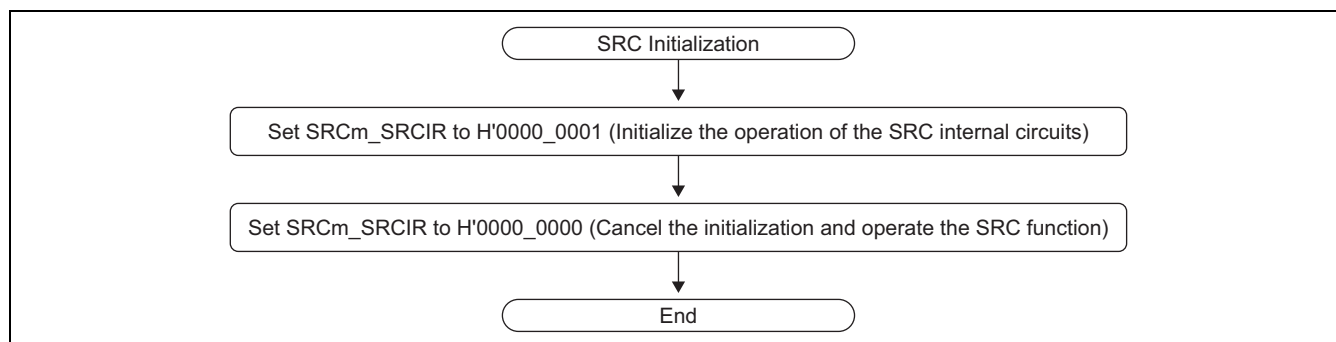 SRC Initialization
Set SRCm_SRCIR to H'0000_0001 (Initialize the operation of the SRC internal circuits)
Set SRCm_SRCIR to H'0000_0000 (Cancel the initialization and operate the SRC function)
End